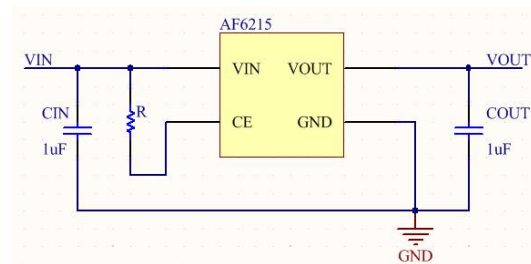 AF6215
VIN
VIN
VOUT
VOUT
CIN
R
CE
GND
COUT
1uF
1uF
GND